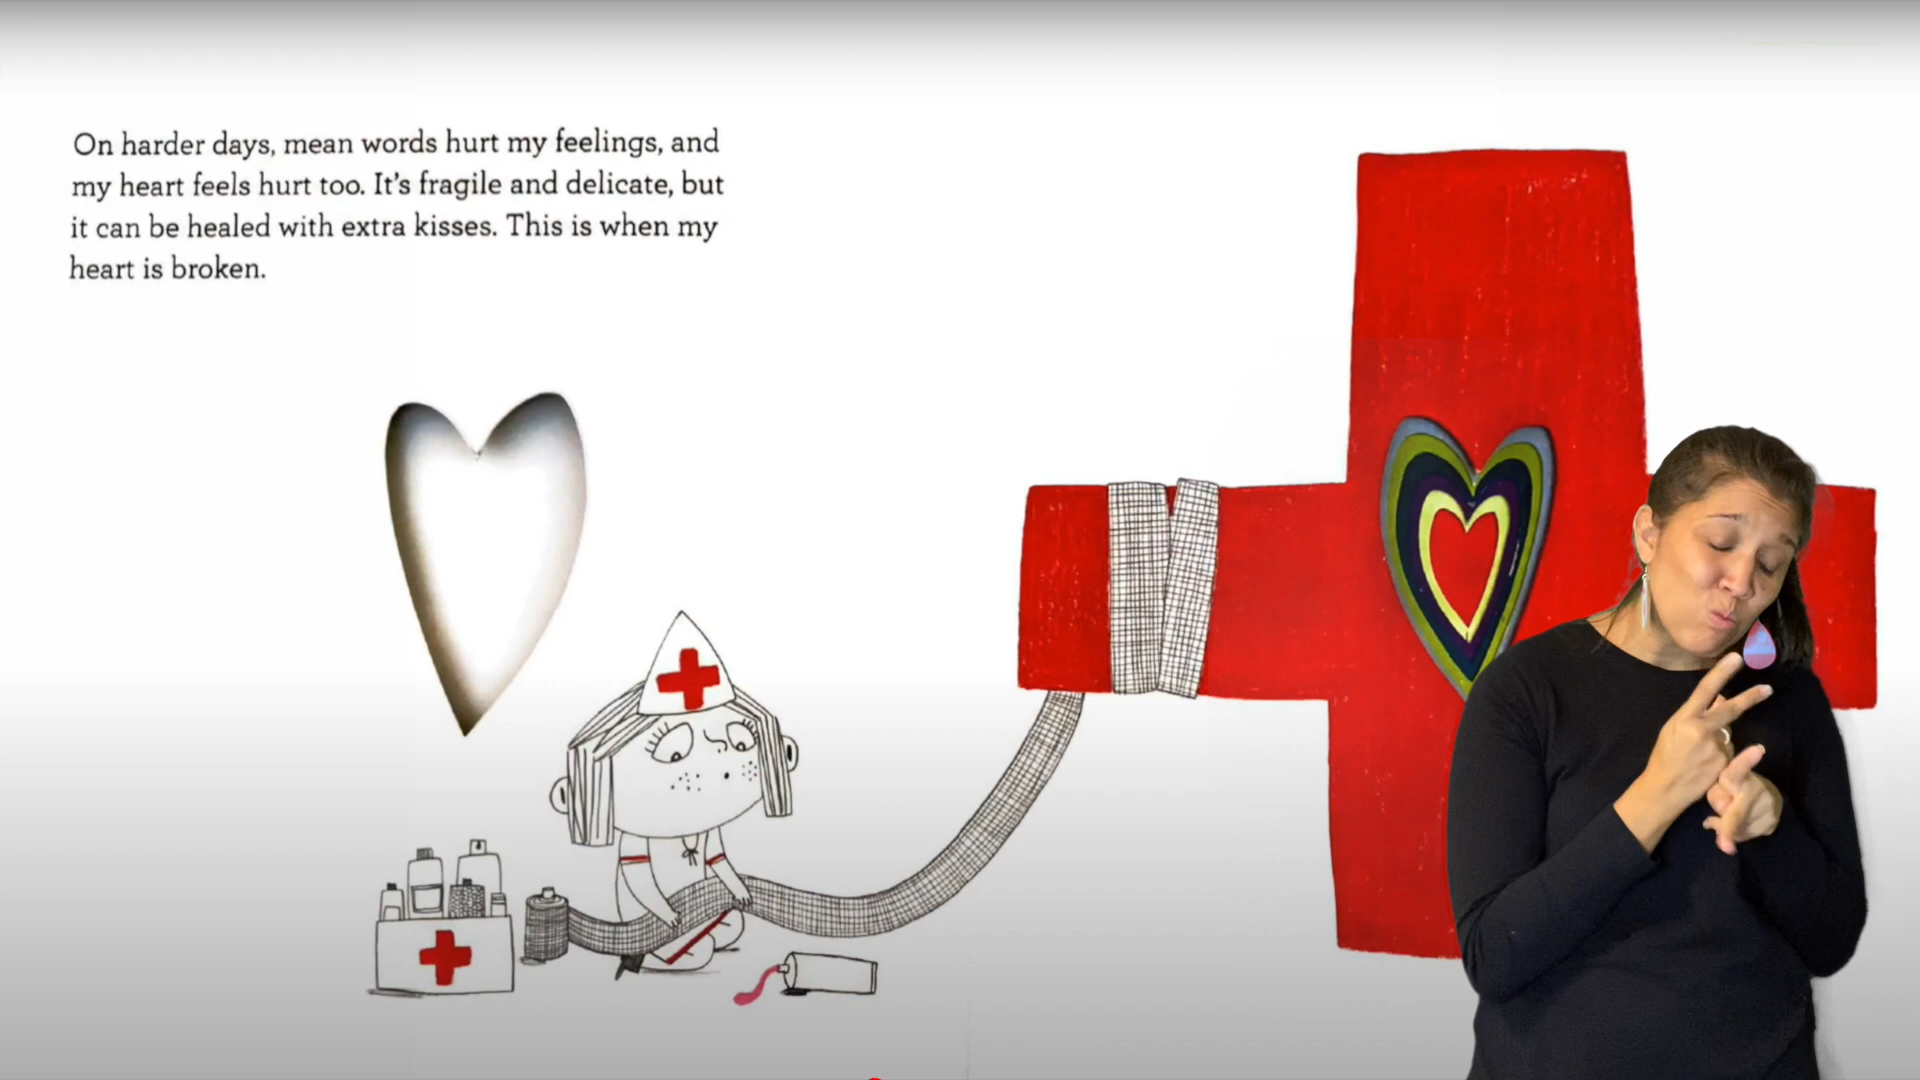 On harder days, mean words hurt my feelings, and
my heart feels hurt too. It's fragile and delicate, but
it can be healed with extra kisses. This is when my
heart is broken.